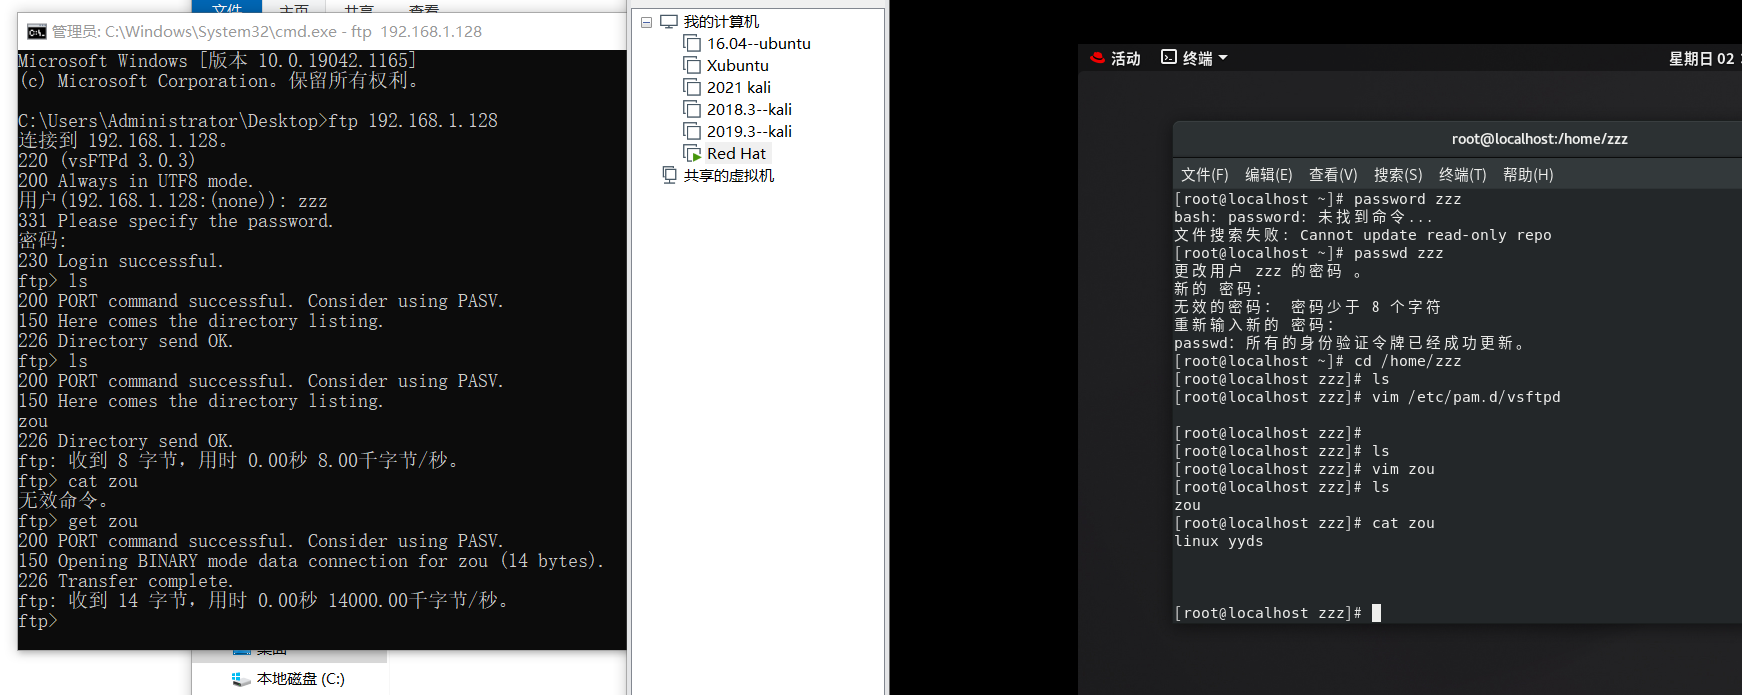 文件 主页 共享 查看
管理员: C:\Windows\System32\cmd.exe - ftp  192.168.1.128
Microsoft Windows [版本 10.0.19042.1165]
(c) Microsoft Corporation。保留所有权利。
C:\Users\Administrator\Desktop>ftp 192.168.1.128
连接到 192.168.1.128。
220 (vsFTPd 3.0.3)
200 Always in UTF8 mode.
用户(192.168.1.128:(none)): zzz
331 Please specify the password.
密码:
230 Login successful.
ftp> ls
200 PORT command successful. Consider using PASV.
150 Here comes the directory listing.
226 Directory send OK.
ftp> ls
200 PORT command successful. Consider using PASV.
150 Here comes the directory listing.
zou
226 Directory send OK.
ftp: 收到 8 字节，用时 0.00秒 8.00千字节/秒。
ftp> cat zou
无效命令。
ftp> get zou
200 PORT command successful. Consider using PASV.
150 Opening BINARY mode data connection for zou (14 bytes).
226 Transfer complete.
ftp: 收到 14 字节，用时 0.00秒 14000.00千字节/秒。
ftp>
桌面
本地磁盘 (C:)
我的计算机
16.04--ubuntu
Xubuntu
2021 kali
2018.3--kali
2019.3--kali
Red Hat
共享的虚拟机
活动 终端 星期日 02
root@localhost:/home/zzz
文件(F) 编辑(E) 查看(V) 搜索(S) 终端(T) 帮助(H)
[root@localhost ~]# password zzz
bash: password: 未找到命令...
文件搜索失败: Cannot update read-only repo
[root@localhost ~]# passwd zzz
更改用户 zzz 的密码 。
新的 密码：
无效的密码： 密码少于 8 个字符
重新输入新的 密码：
passwd：所有的身份验证令牌已经成功更新。
[root@localhost ~]# cd /home/zzz
[root@localhost zzz]# ls
[root@localhost zzz]# vim /etc/pam.d/vsftpd
[root@localhost zzz]#
[root@localhost zzz]# ls
[root@localhost zzz]# vim zou
[root@localhost zzz]# ls
zou
[root@localhost zzz]# cat zou
linux yyds
[root@localhost zzz]#